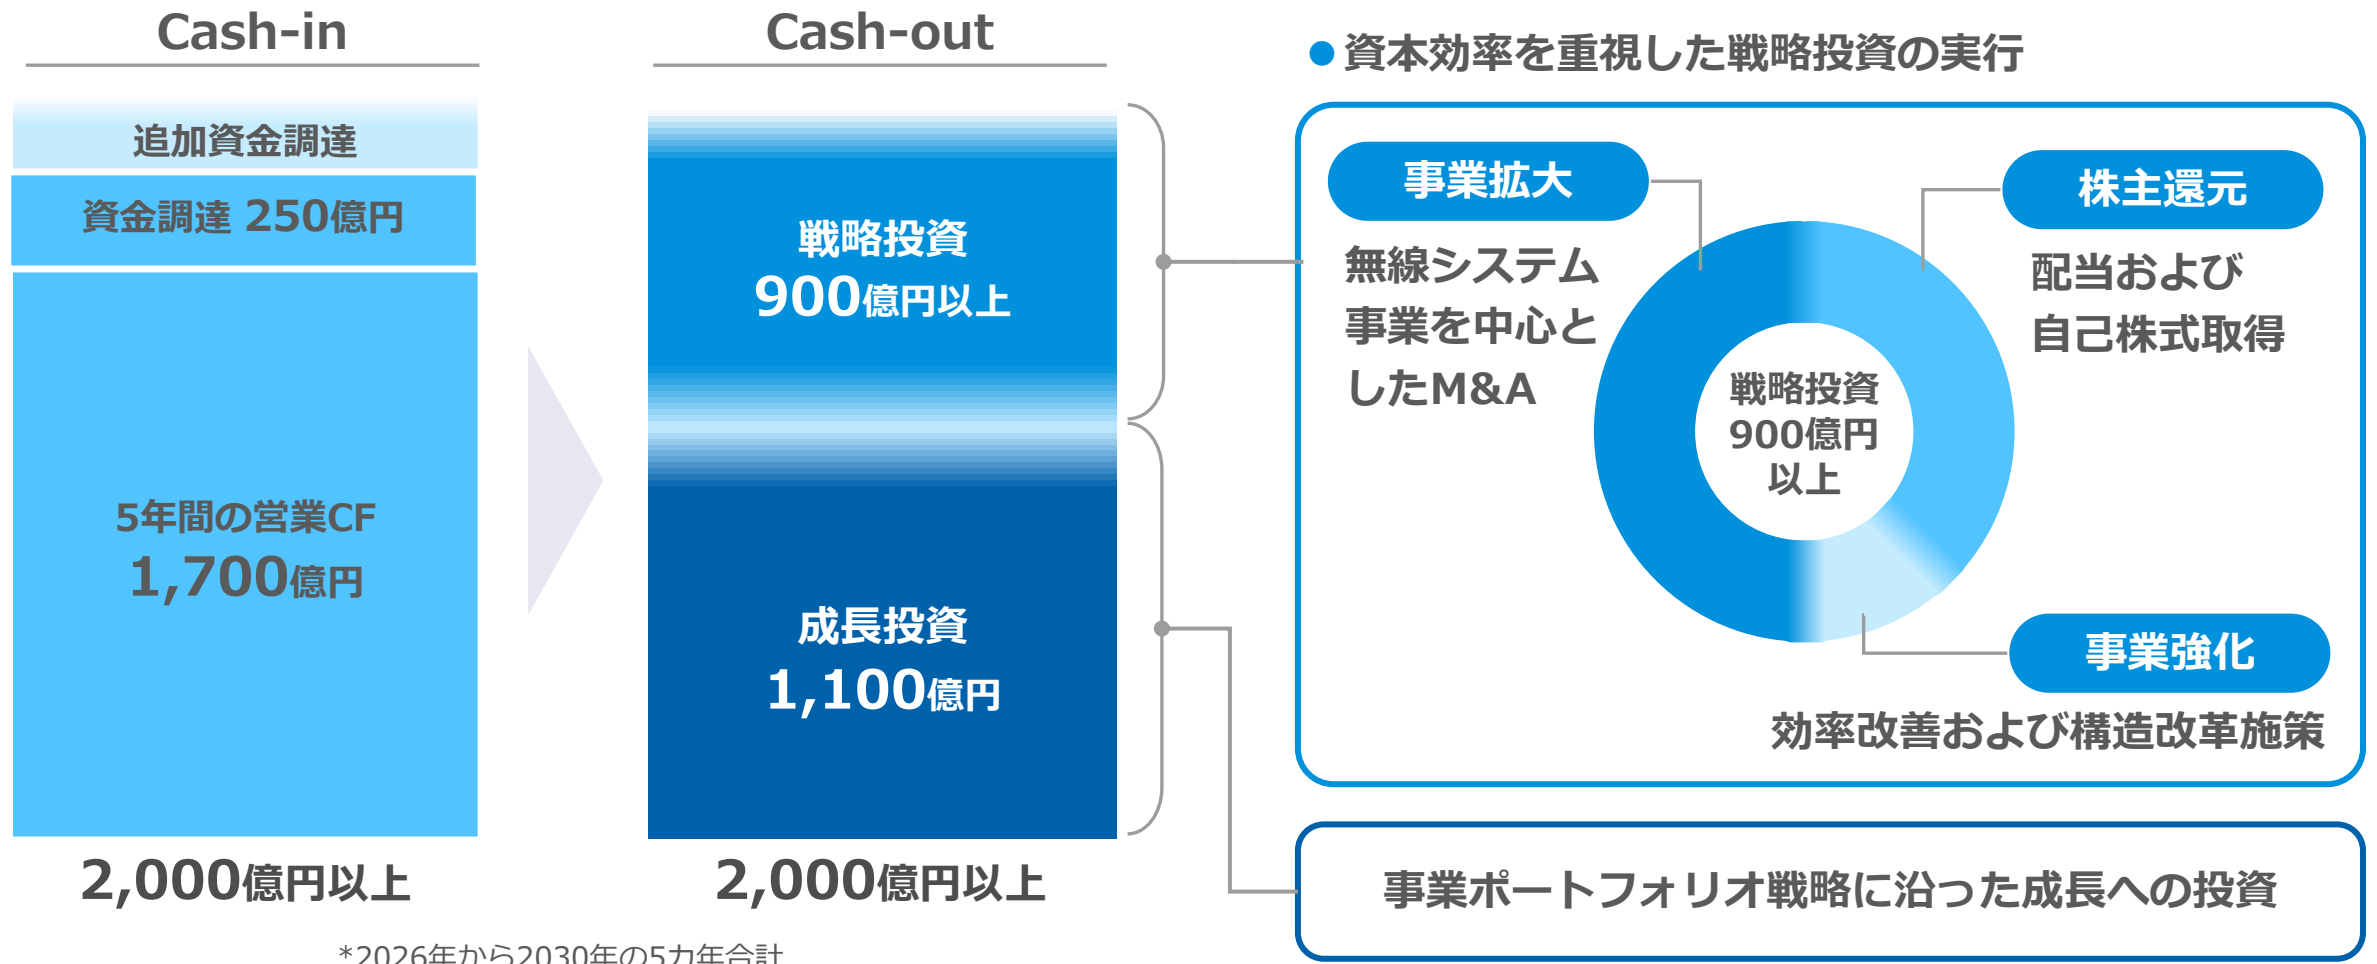 Cash-in
追加資金調達
資金調達 250億円
5年間の営業CF
1,700億円
2,000億円以上
Cash-out
戦略投資
900億円以上
成長投資
1,100億円
2,000億円以上
*2026年から2030年の5カ年合計
●資本効率を重視した戦略投資の実行
事業拡大
無線システム
事業を中心と
したM&A
戦略投資
900億円
以上
株主還元
配当および
自己株式取得
事業強化
効率改善および構造改革施策
事業ポートフォリオ戦略に沿った成長への投資